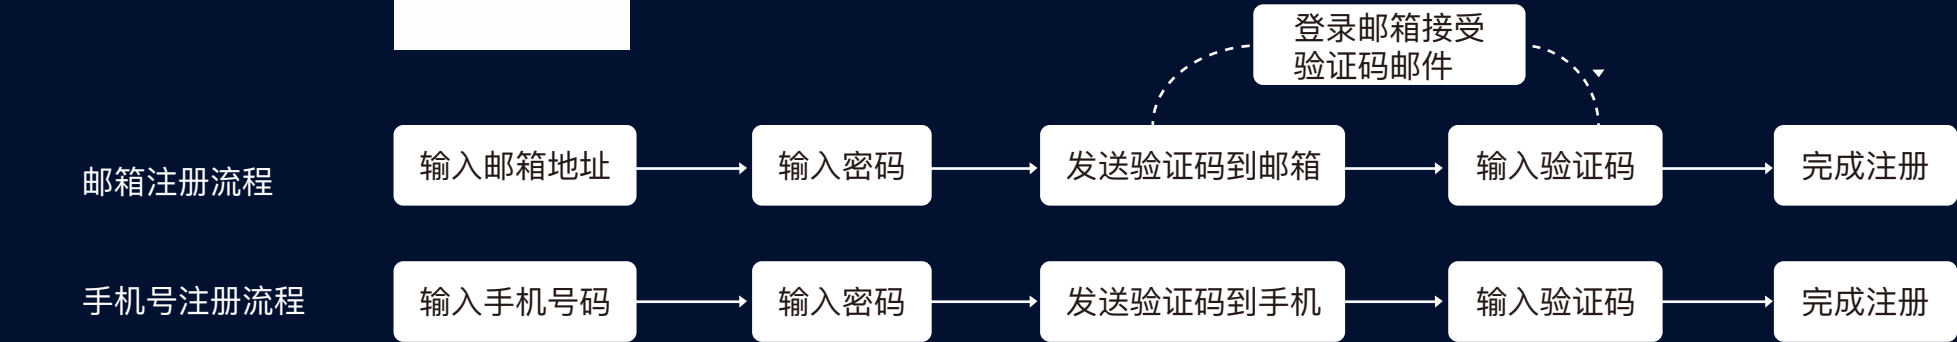 登录邮箱接受
验证码邮件
邮箱注册流程
输入邮箱地址
输入密码
发送验证码到邮箱
输入验证码
完成注册
手机号注册流程
输入手机号码
输入密码
发送验证码到手机
输入验证码
完成注册